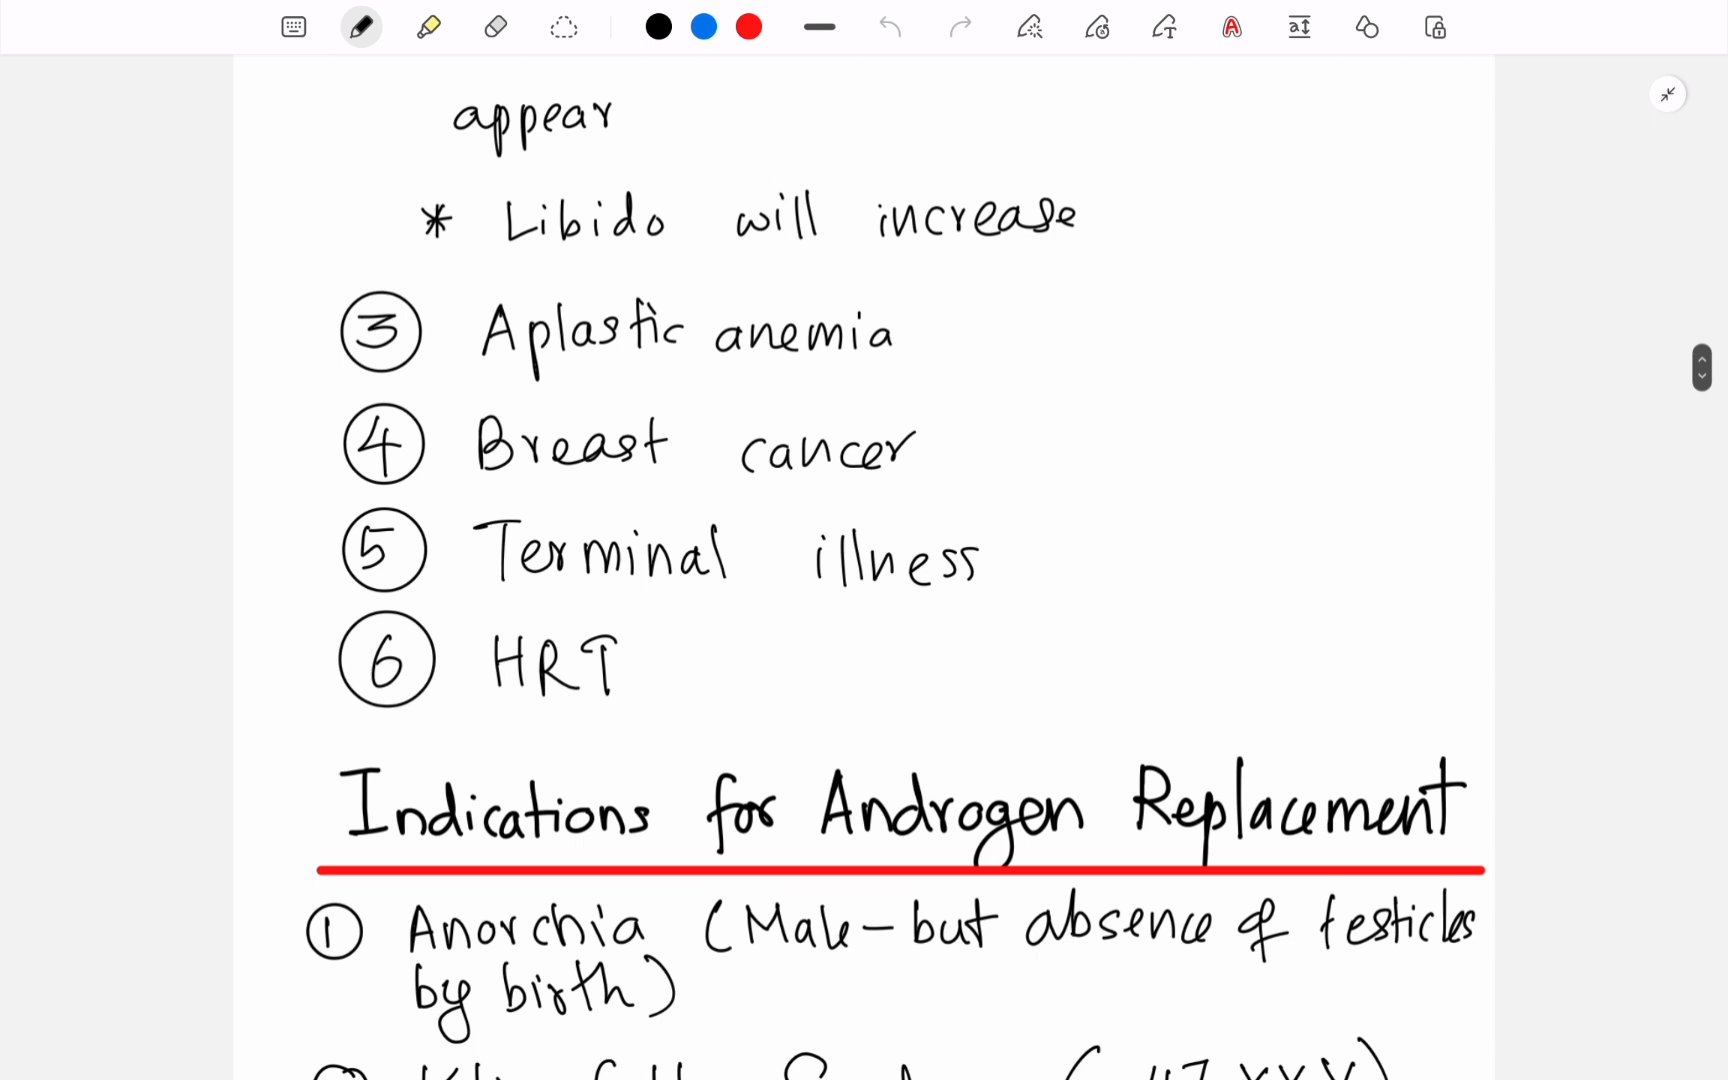 appear
* Libido will increase
③ Aplastic anemia
④ Breast cancer
⑤ Terminal illness
⑥ HRT
Indications for Androgen Replacement
① Anorchia (Male - but absence of testicles
by birth)